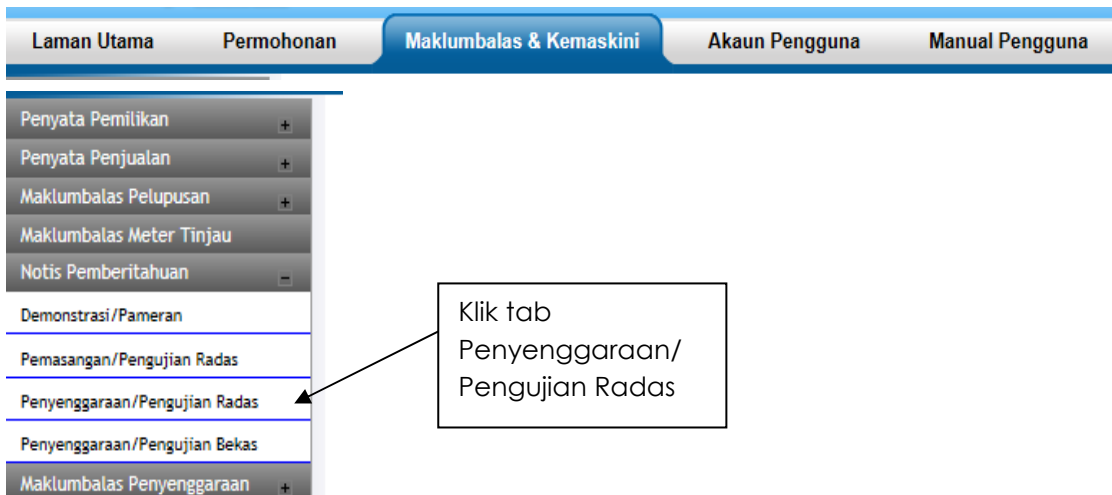 Laman Utama Permohonan Maklumbalas & Kemaskini Akaun Pengguna Manual Pengguna
Penyata Pemilikan +
Penyata Penjualan +
Maklumbalas Pelupusan +
Maklumbalas Meter Tinjau
Notis Pemberitahuan -
Demonstrasi/Pameran
Pemasangan/Pengujian Radas
Penyenggaraan/Pengujian Radas
Penyenggaraan/Pengujian Bekas
Maklumbalas Penyenggaraan +
Klik tab
Penyenggaraan/
Pengujian Radas